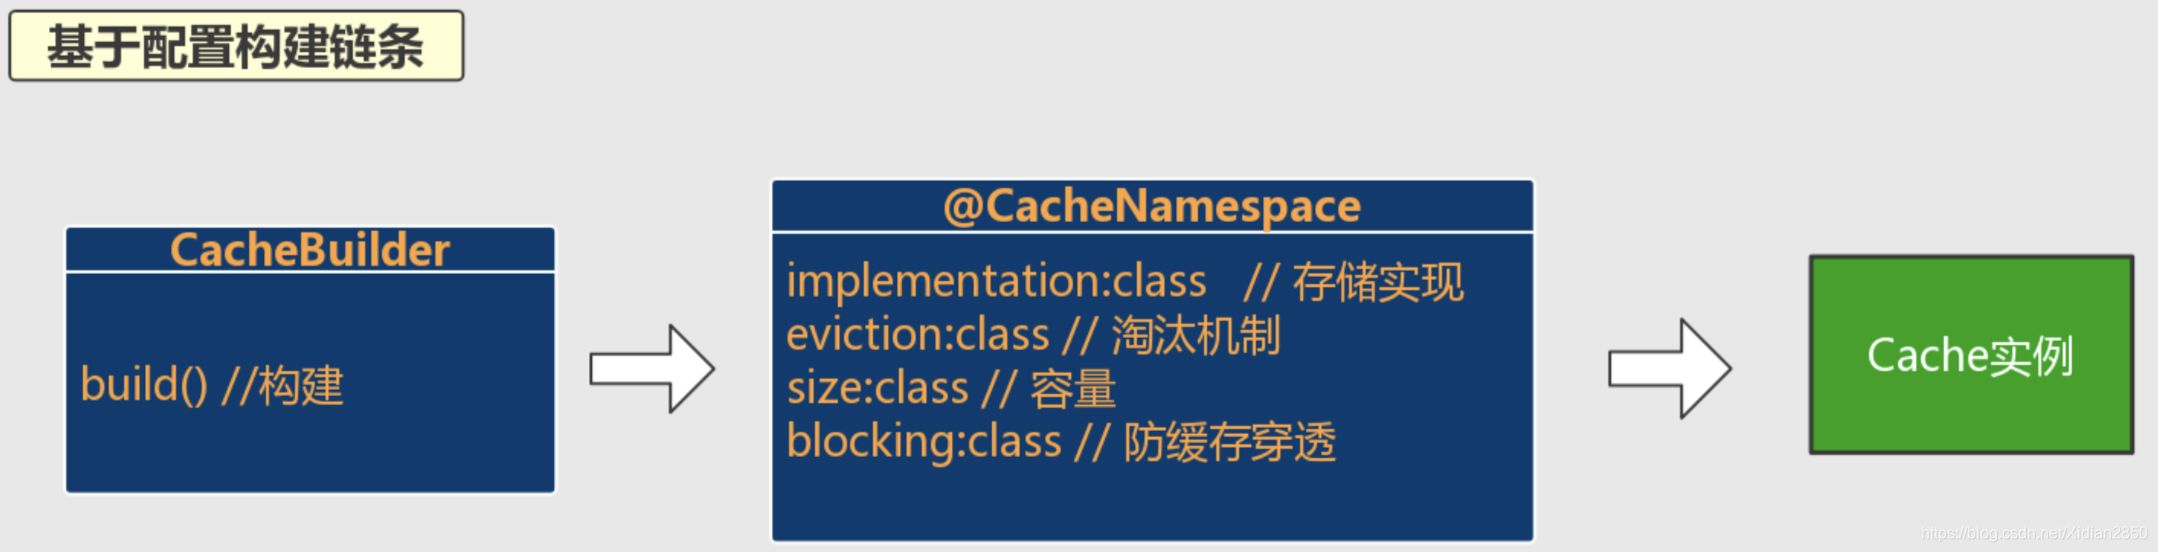 基于配置构建链条
CacheBuilder
build() //构建
@CacheNamespace
implementation:class // 存储实现
eviction:class // 淘汰机制
size:class // 容量
blocking:class // 防缓存穿透
Cache实例
https://blog.csdn.net/Xidian2850